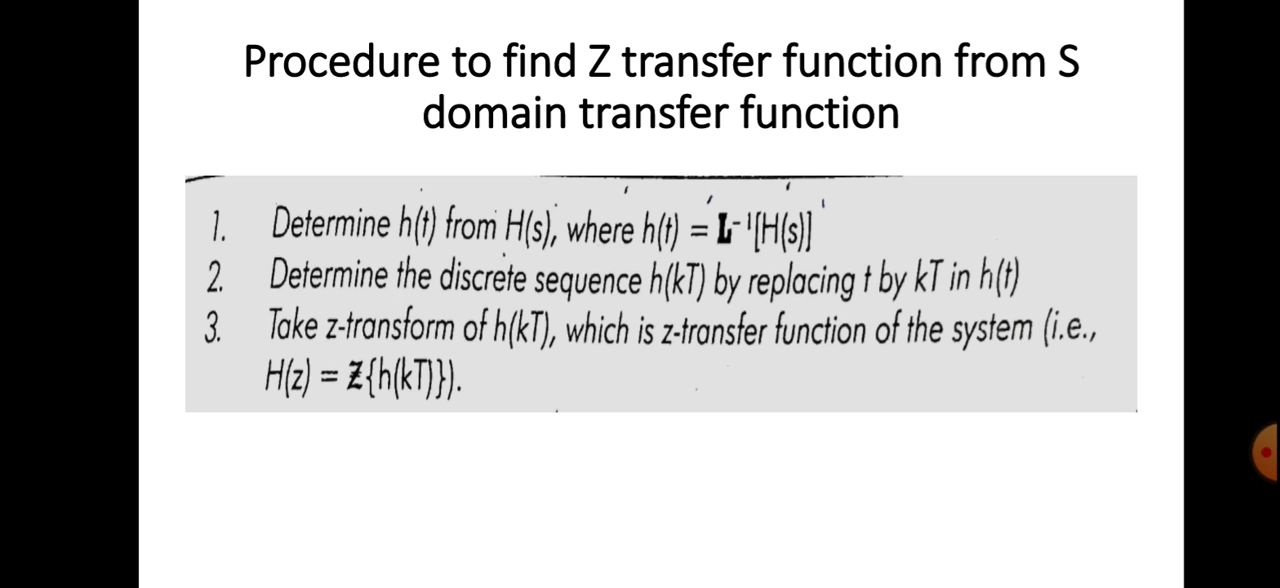 Procedure to find Z transfer function from S
domain transfer function
1. Determine h(t) from H(s), where h(t) = L⁻¹[H(s)]
2. Determine the discrete sequence h(kT) by replacing t by kT in h(t)
3. Take z-transform of h(kT), which is z-transfer function of the system (i.e.,
H(z) = Z{h(kT)}).